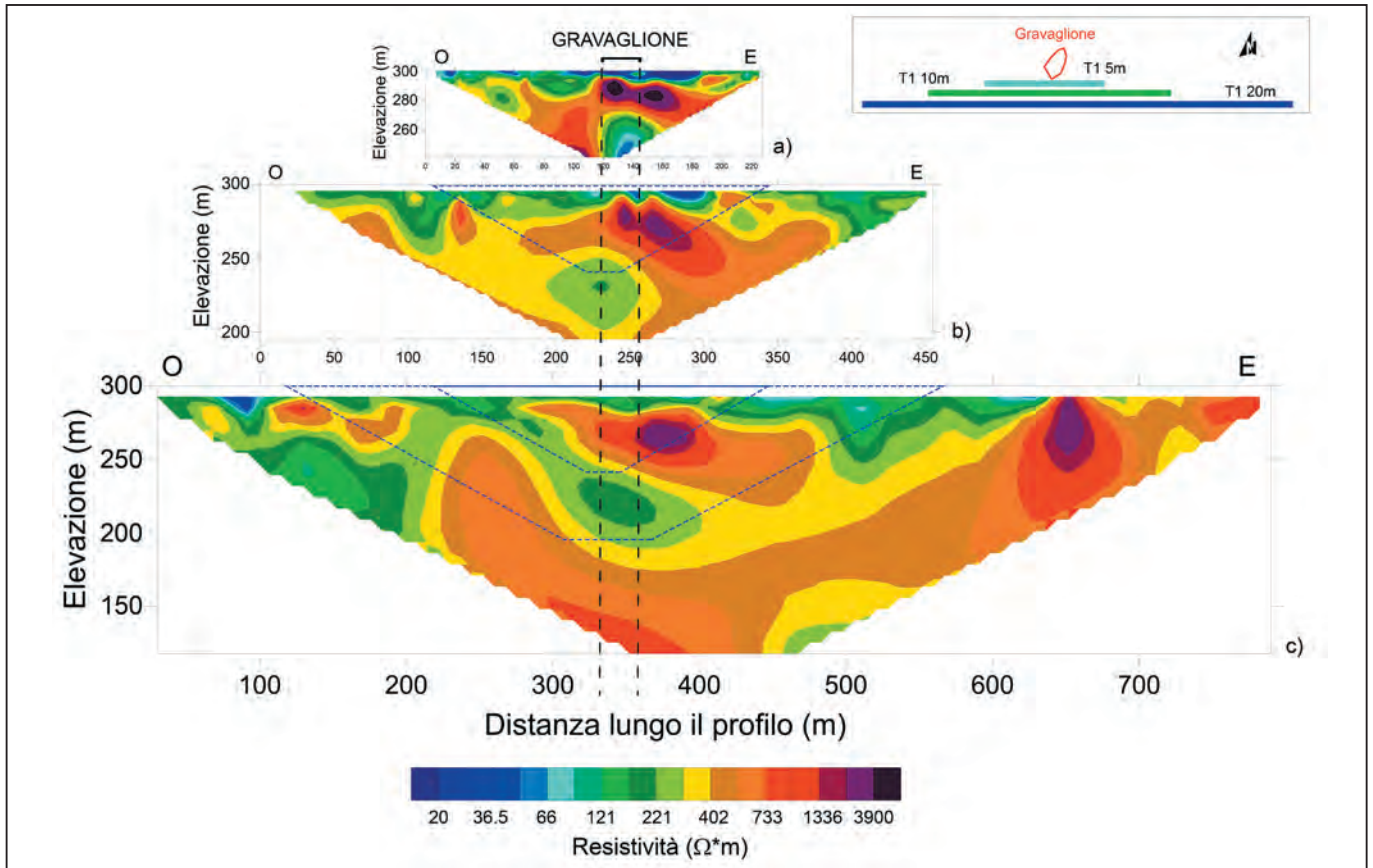 GRAVAGLIONE
O E
Elevazione (m)
300
280
260
0 20 40 60 80 100 120 140 160 180 200 220
a)
Gravaglione
N
T1 10m T1 5m
T1 20m
O E
Elevazione (m)
300
250
200
0 50 100 150 200 250 300 350 400 450
b)
O E
Elevazione (m)
300
250
200
150
c)
100 200 300 400 500 600 700
Distanza lungo il profilo (m)
20 36.5 66 121 221 402 733 1336 3900
Resistività (Ω*m)